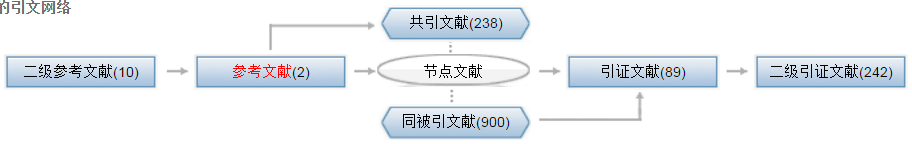 的引文网络
共引文献(238)
二级参考文献(10)
参考文献(2)
节点文献
引证文献(89)
二级引证文献(242)
同被引文献(900)